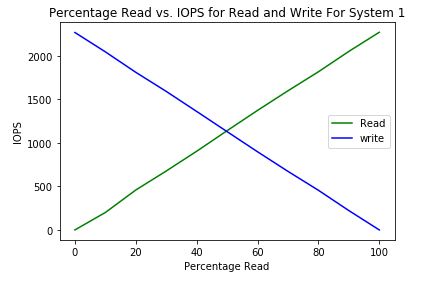 Percentage Read vs. IOPS for Read and Write For System 1
IOPS
2000
1500
1000
500
0
Read
write
0 20 40 60 80 100
Percentage Read